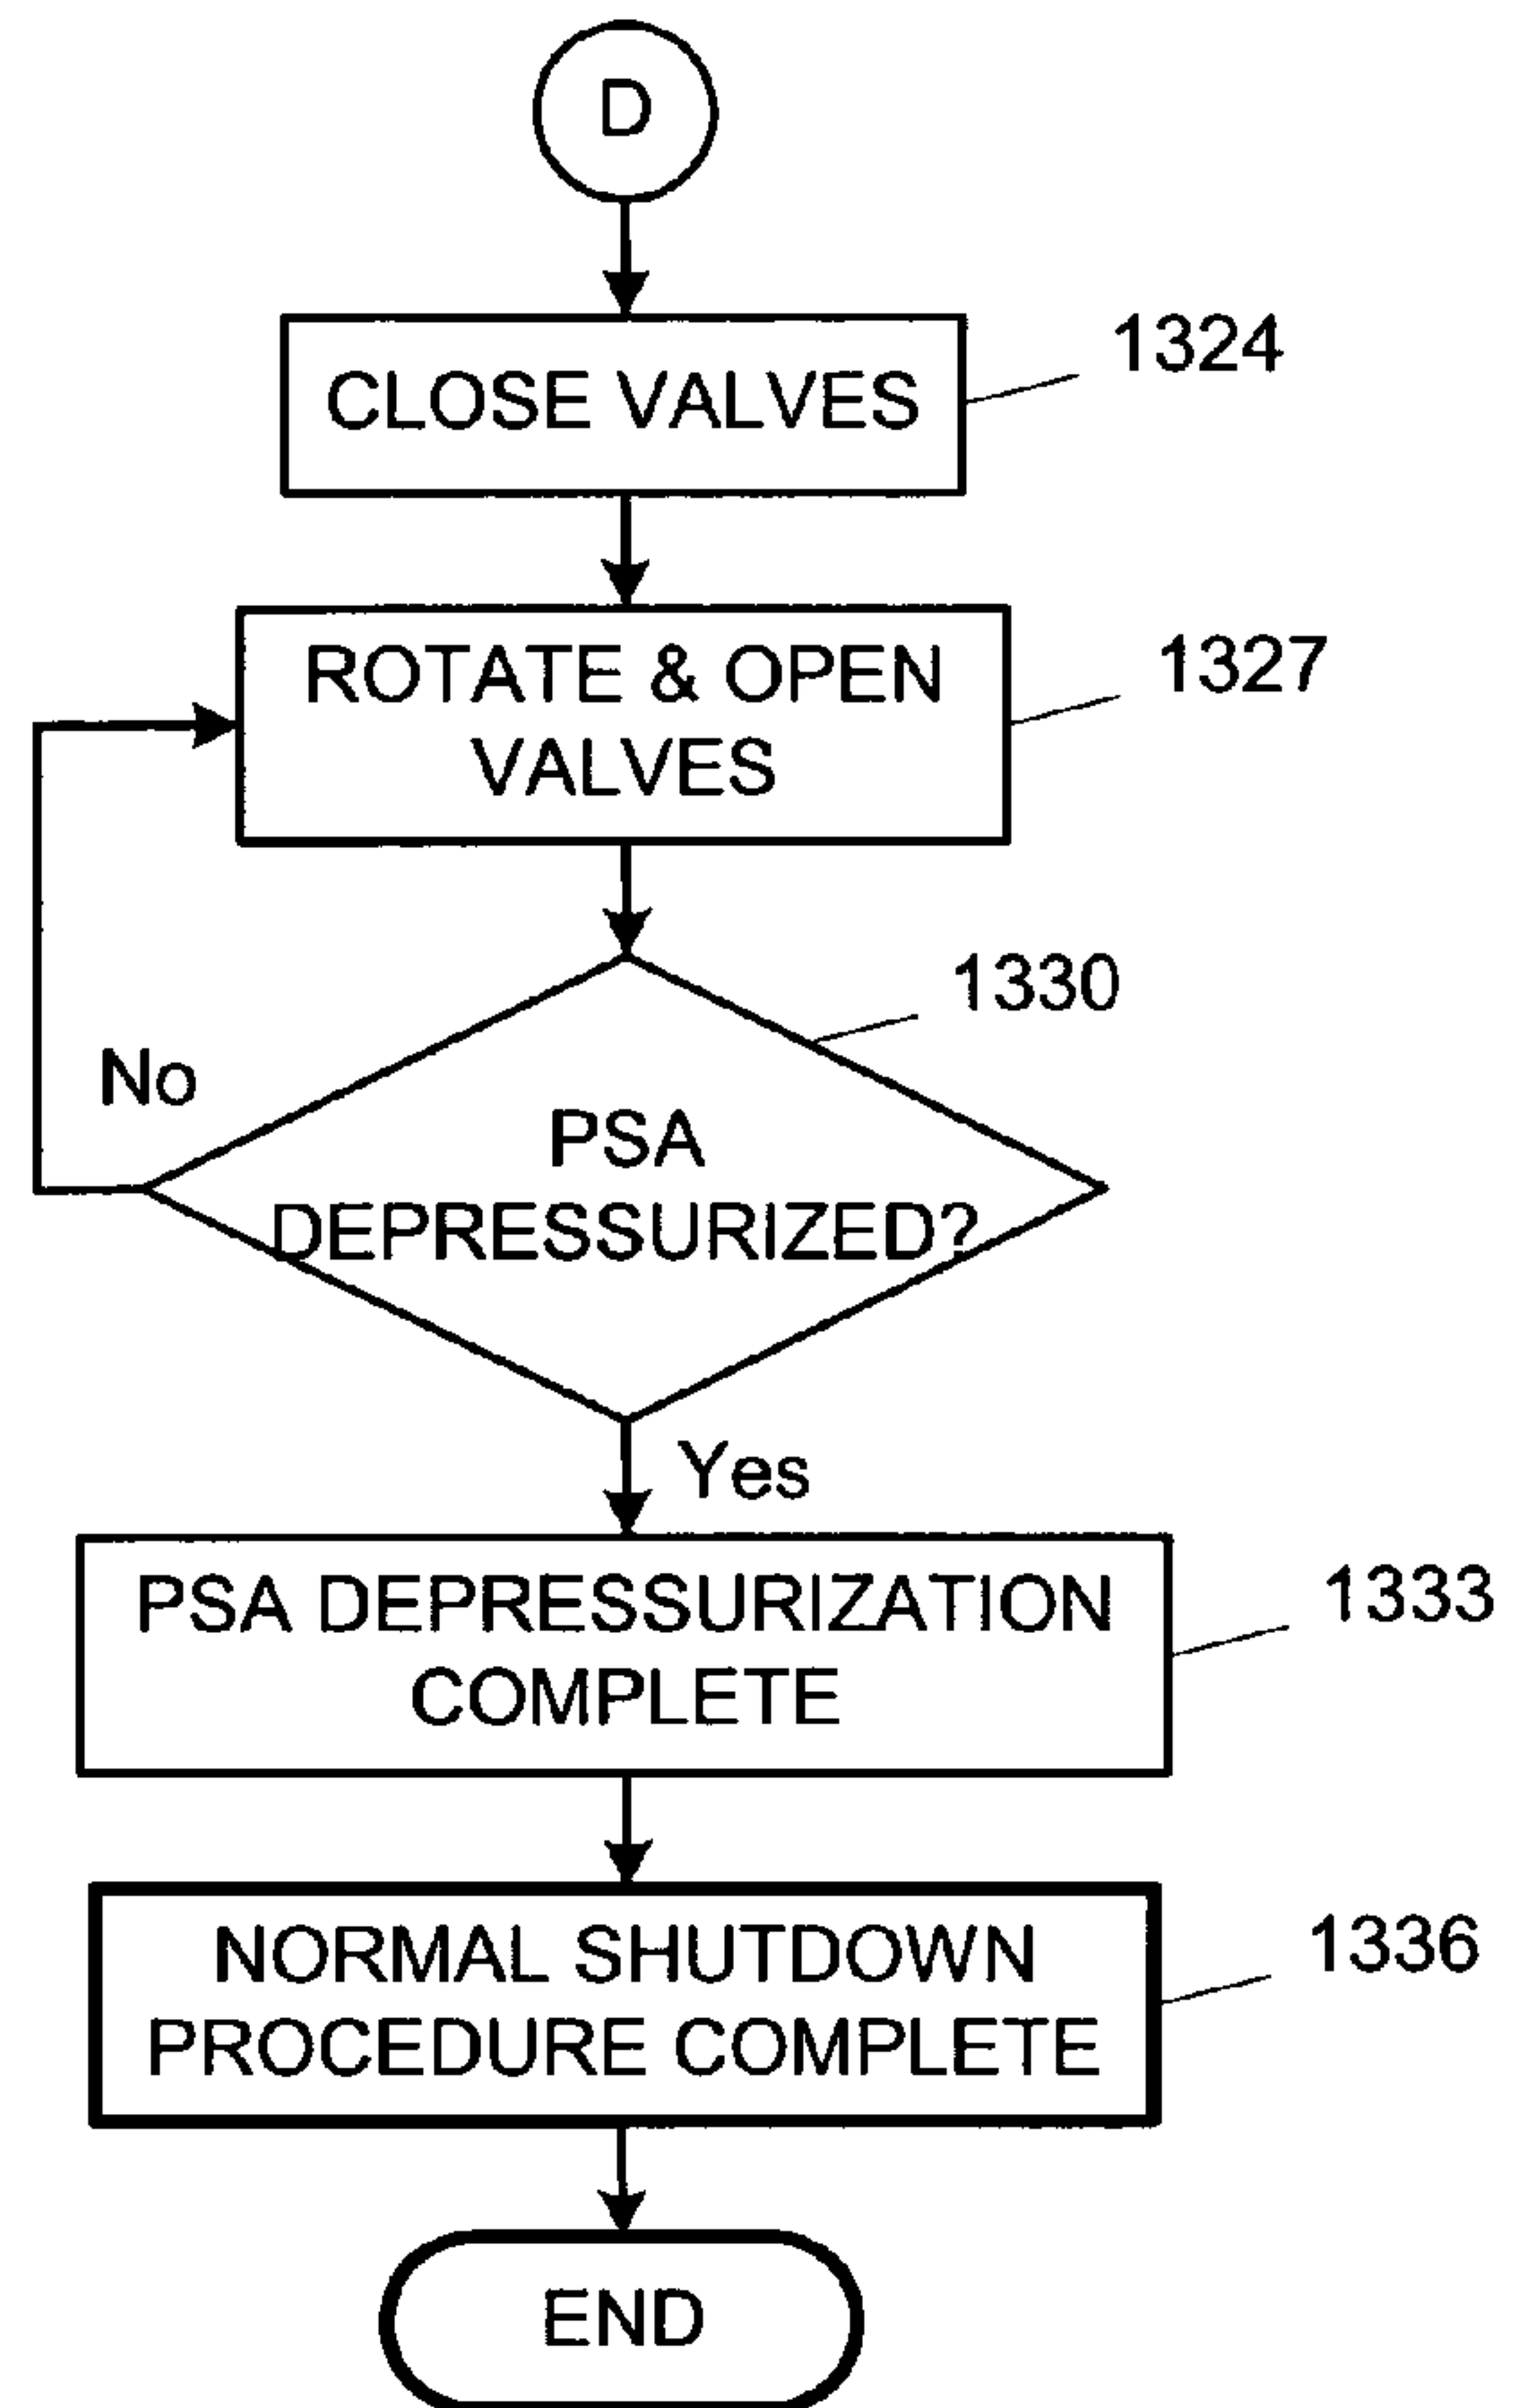 D
CLOSE VALVES
1324
ROTATE & OPEN
VALVES
1327
1330
No
PSA
DEPRESSURIZED?
Yes
PSA DEPRESSURIZATION
COMPLETE
1333
NORMAL SHUTDOWN
PROCEDURE COMPLETE
1336
END